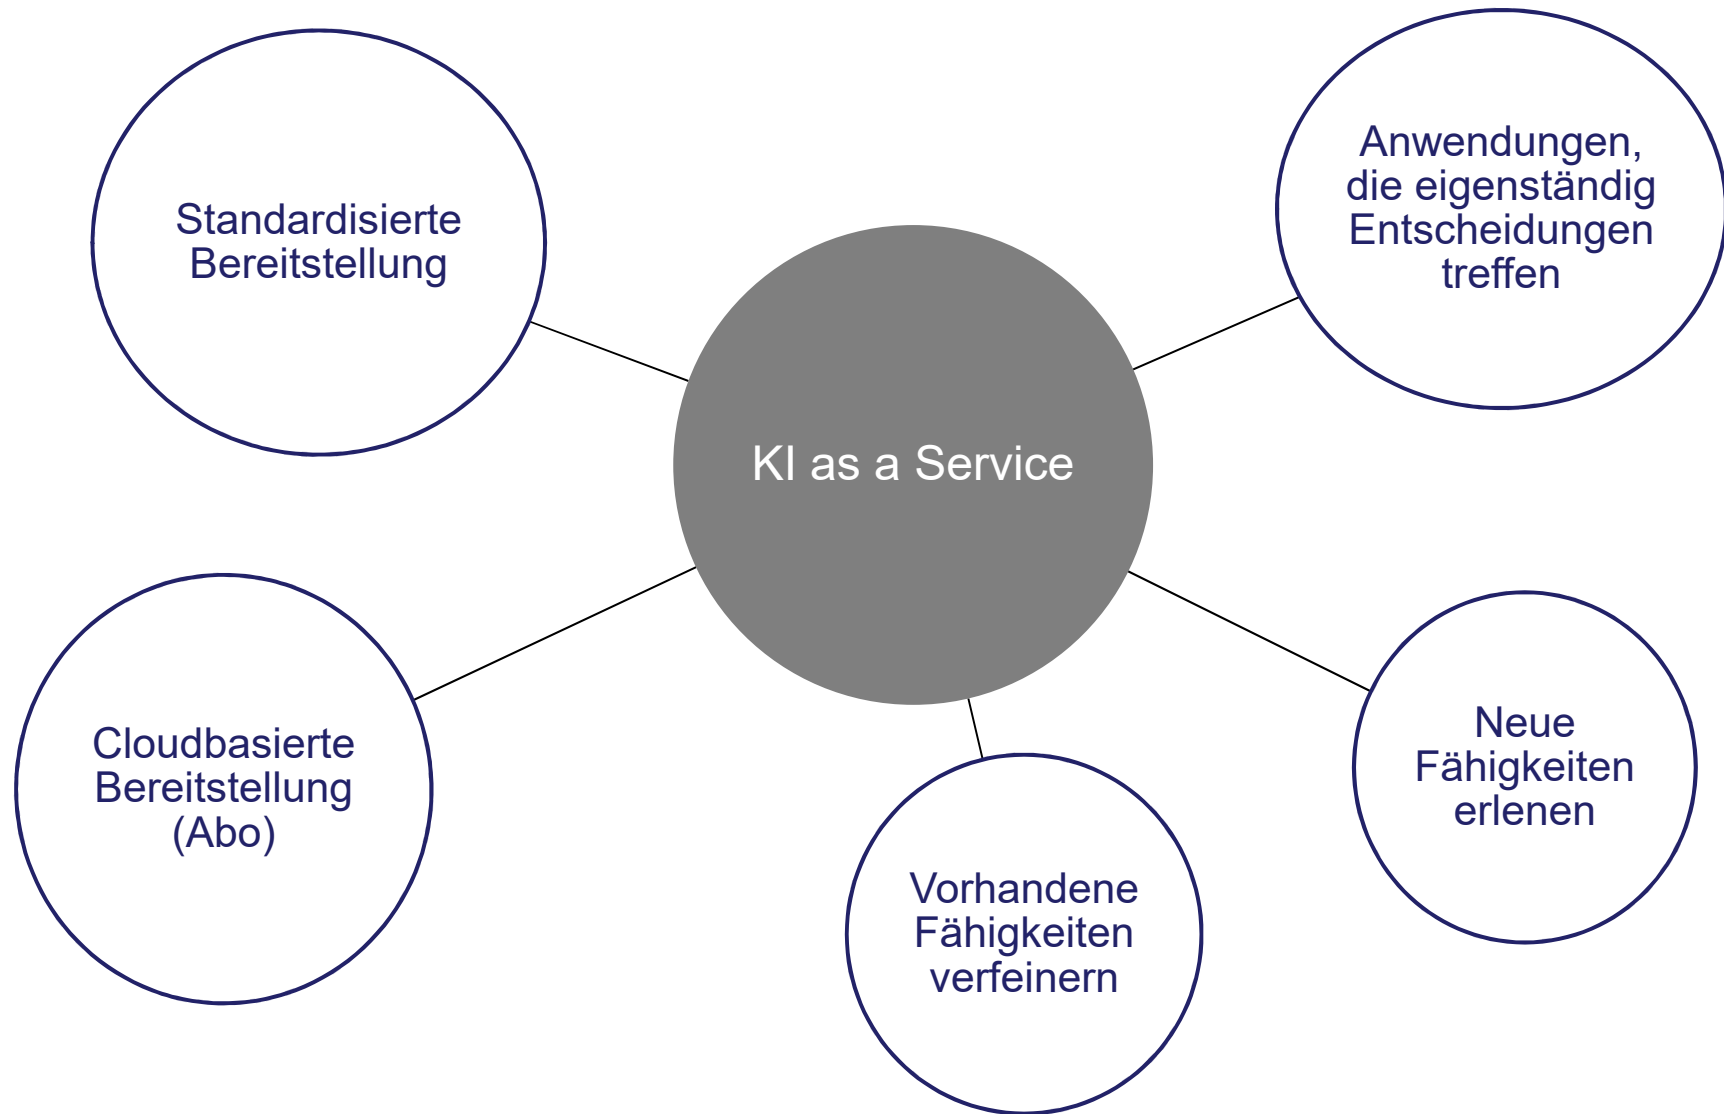 Standardisierte
Bereitstellung
Anwendungen,
die eigenständig
Entscheidungen
treffen
KI as a Service
Cloudbasierte
Bereitstellung
(Abo)
Vorhandene
Fähigkeiten
verfeinern
Neue
Fähigkeiten
erlenen